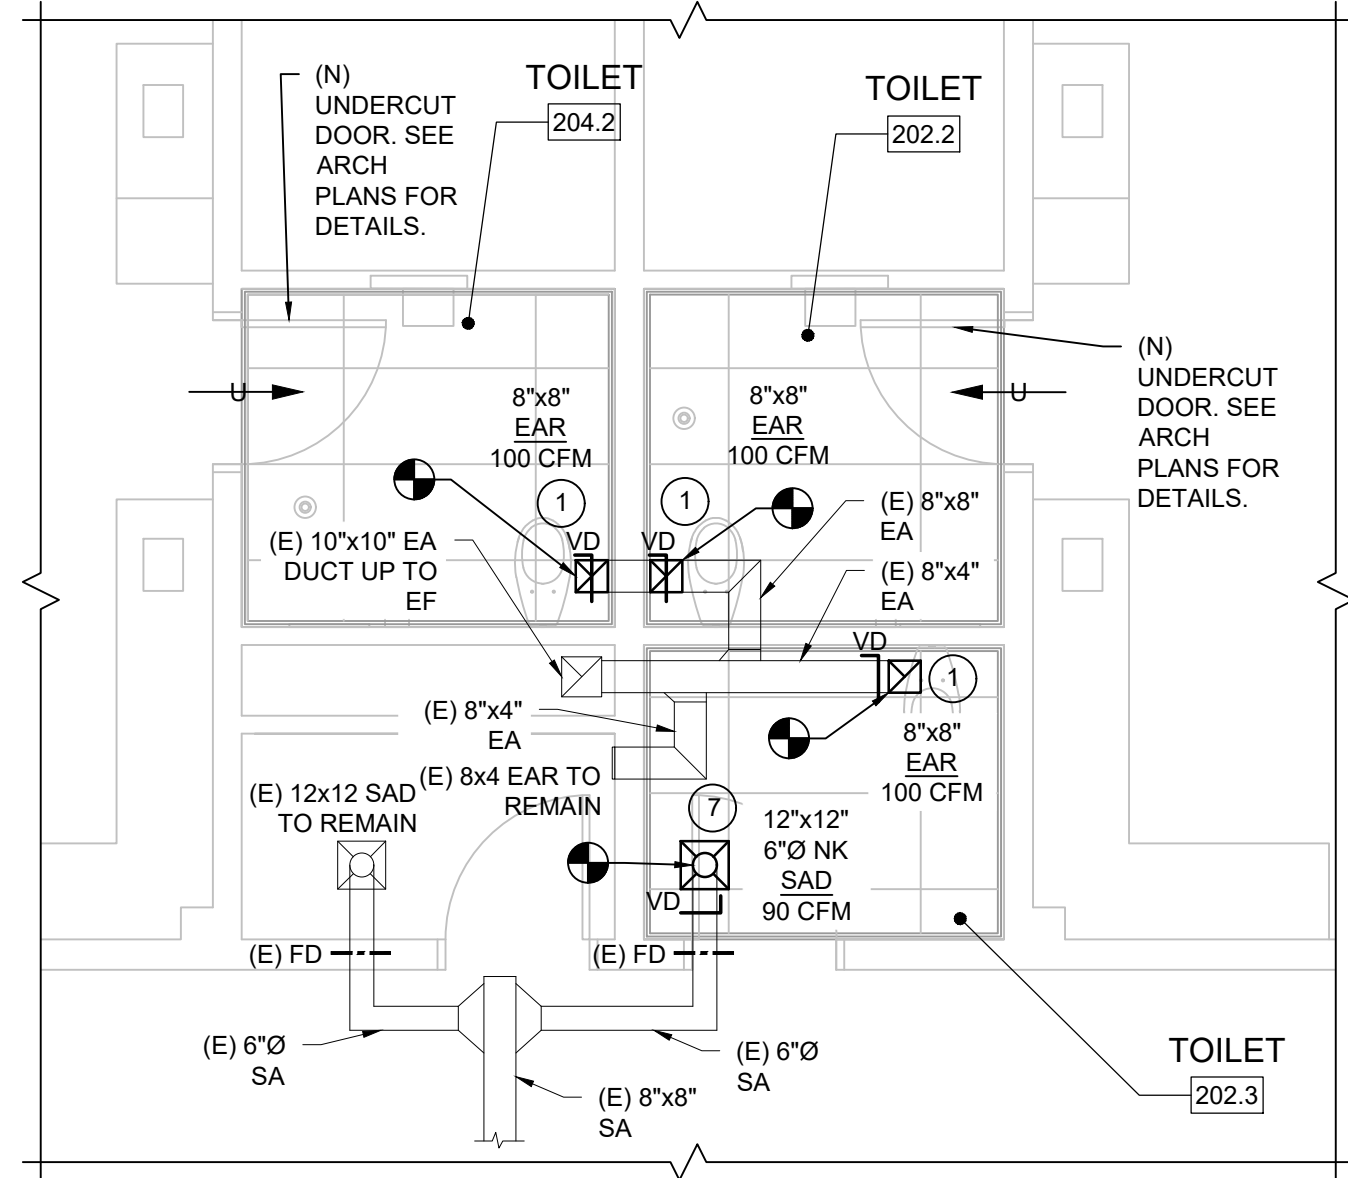 (N)
UNDERCUT
DOOR. SEE
ARCH
PLANS FOR
DETAILS.
TOILET
204.2
TOILET
202.2
(N)
UNDERCUT
DOOR. SEE
ARCH
PLANS FOR
DETAILS.
U
U
8"x8"
EAR
100 CFM
8"x8"
EAR
100 CFM
1
1
VD
VD
(E) 10"x10" EA
DUCT UP TO
EF
(E) 8"x8"
EA
(E) 8"x4"
EA
VD
1
(E) 8"x4"
EA
8"x8"
EAR
100 CFM
(E) 8x4 EAR TO
REMAIN
(E) 12x12 SAD
TO REMAIN
7
12"x12"
6"Ø NK
SAD
90 CFM
VD
(E) FD
(E) FD
(E) 6"Ø
SA
(E) 6"Ø
SA
(E) 8"x8"
SA
TOILET
202.3